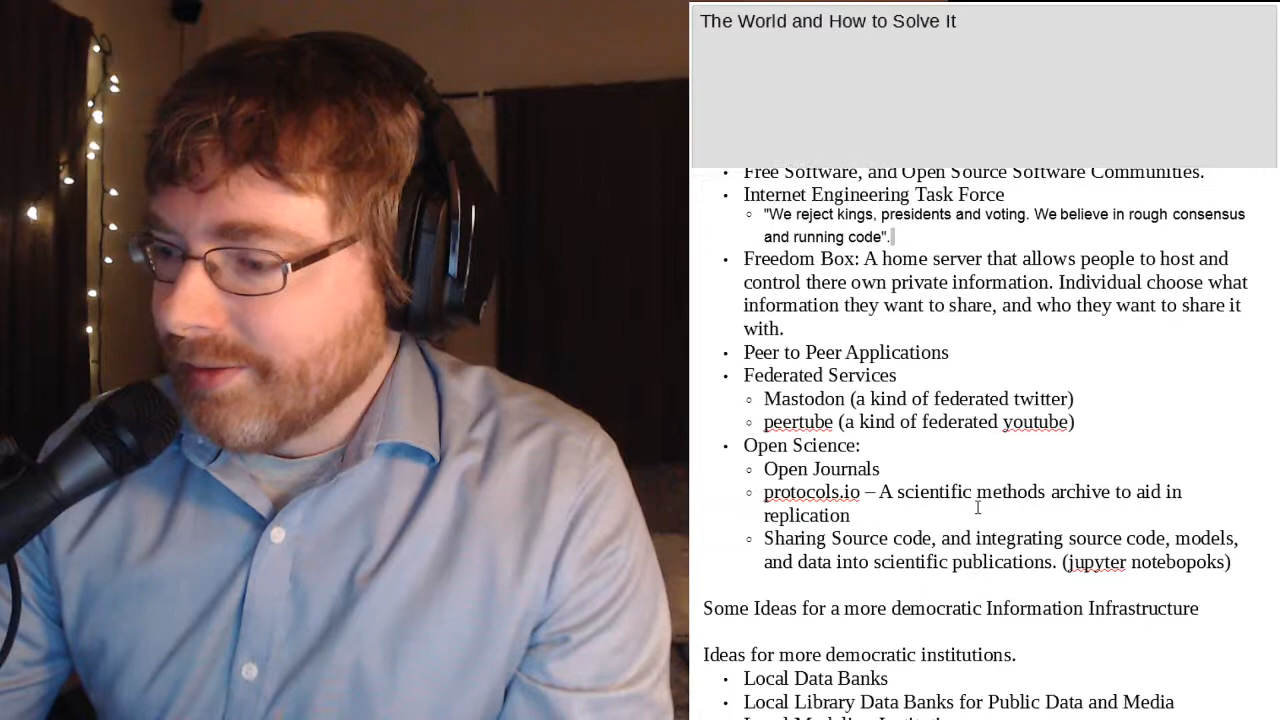 The World and How to Solve It
Free Software, and Open Source Software Communities.
Internet Engineering Task Force
"We reject kings, presidents and voting. We believe in rough consensus
and running code".
Freedom Box: A home server that allows people to host and
control there own private information. Individual choose what
information they want to share, and who they want to share it
with.
Peer to Peer Applications
Federated Services
Mastodon (a kind of federated twitter)
peertube (a kind of federated youtube)
Open Science:
Open Journals
protocols.io – A scientific methods archive to aid in
replication
Sharing Source code, and integrating source code, models,
and data into scientific publications. (jupyter notebopoks)
Some Ideas for a more democratic Information Infrastructure
Ideas for more democratic institutions.
Local Data Banks
Local Library Data Banks for Public Data and Media